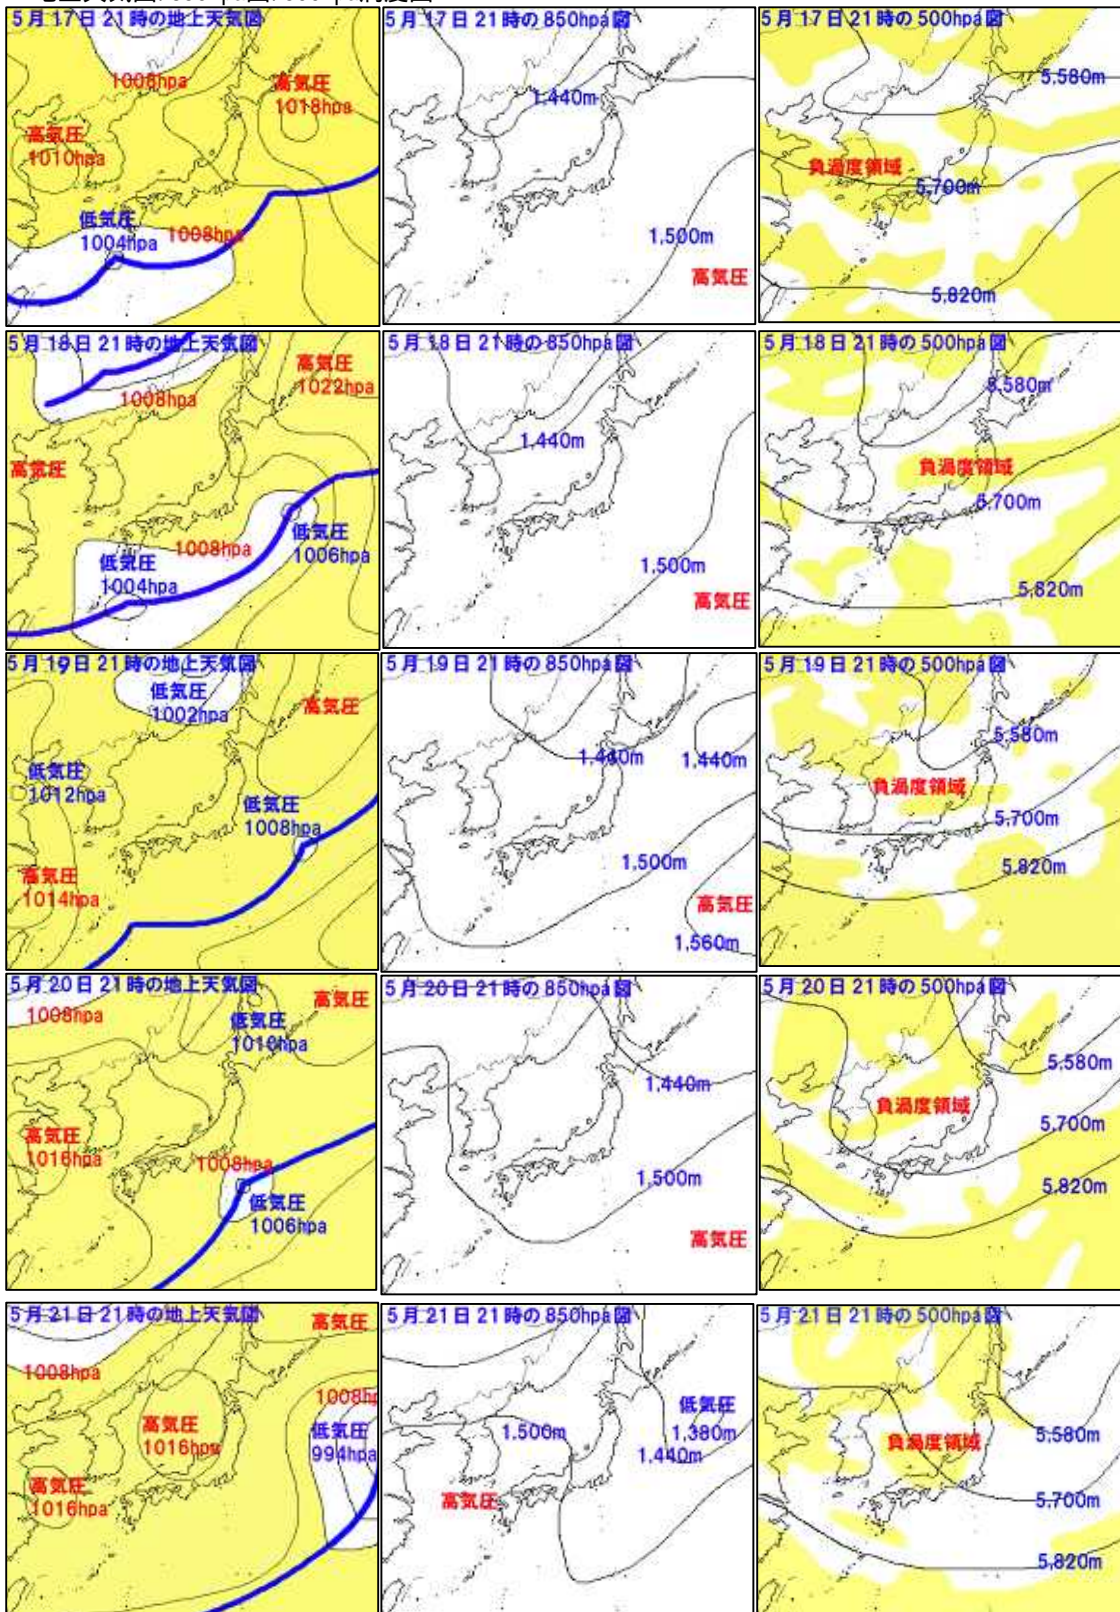 5月17日21時の地上天気図
1008hpa
高気圧
1018hpa
高気圧
1010hpa
低気圧
1004hpa
1008hpa
5月17日21時の850hpa図
1,440m
1,500m
高気圧
5月17日21時の500hpa図
5,580m
負渦度領域
5,700m
5,820m
5月18日21時の地上天気図
高気圧
1022hpa
1008hpa
高気圧
1008hpa
低気圧
1006hpa
低気圧
1004hpa
5月18日21時の850hpa図
1,440m
1,500m
高気圧
5月18日21時の500hpa図
5,580m
負渦度領域
5,700m
5,820m
5月19日21時の地上天気図
低気圧
1002hpa
高気圧
低気圧
1012hpa
低気圧
1008hpa
高気圧
1014hpa
5月19日21時の850hpa図
1,440m
1,440m
1,500m
高気圧
1,560m
5月19日21時の500hpa図
5,580m
負渦度領域
5,700m
5,820m
5月20日21時の地上天気図
1008hpa
高気圧
低気圧
1010hpa
高気圧
1016hpa
1008hpa
低気圧
1006hpa
5月20日21時の850hpa図
1,440m
1,500m
高気圧
5月20日21時の500hpa図
5,580m
負渦度領域
5,700m
5,820m
5月21日21時の地上天気図
高気圧
1008hpa
1008hp
高気圧
1016hpa
低気圧
994hpa
高気圧
1016hpa
5月21日21時の850hpa図
低気圧
1,380m
1,500m
1,440m
高気圧
5月21日21時の500hpa図
5,580m
負渦度領域
5,700m
5,820m